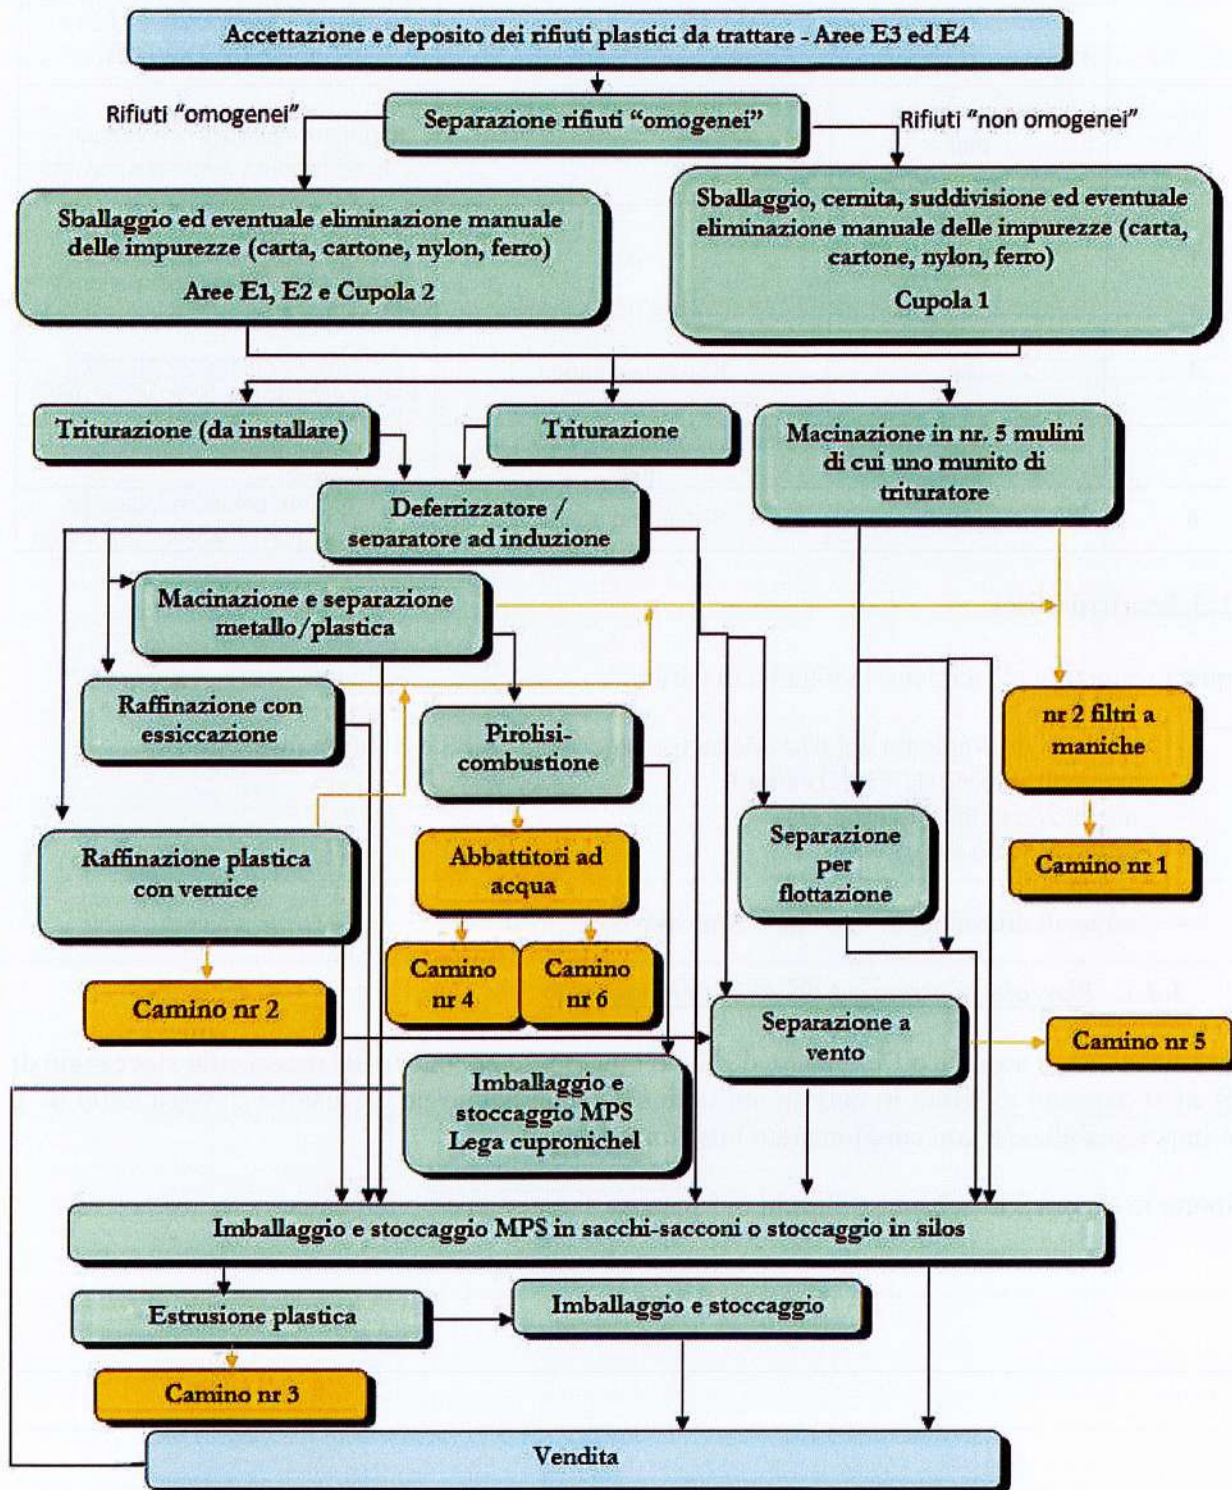 Accettazione e deposito dei rifiuti plastici da trattare - Aree E3 ed E4
Rifiuti "omogenei"
Separazione rifiuti "omogenei"
Rifiuti "non omogenei"
Sballaggio ed eventuale eliminazione manuale
delle impurezze (carta, cartone, nylon, ferro)
Aree E1, E2 e Cupola 2
Sballaggio, cernita, suddivisione ed eventuale
eliminazione manuale delle impurezze (carta,
cartone, nylon, ferro)
Cupola 1
Triturazione (da installare)
Triturazione
Macinazione in nr. 5 mulini
di cui uno munito di
trituratore
Deferrizzatore /
separatore ad induzione
Macinazione e separazione
metallo/plastica
Raffinazione con
essiccazione
Pirolisi-
combustione
nr 2 filtri a
maniche
Raffinazione plastica
con vernice
Abbattitori ad
acqua
Separazione
per
flottazione
Camino nr 1
Camino
nr 4
Camino
nr 6
Camino nr 2
Separazione a
vento
Camino nr 5
Imballaggio e
stoccaggio MPS
Lega cupronichel
Imballaggio e stoccaggio MPS in sacchi-sacconi o stoccaggio in silos
Estrusione plastica
Imballaggio e stoccaggio
Camino nr 3
Vendita